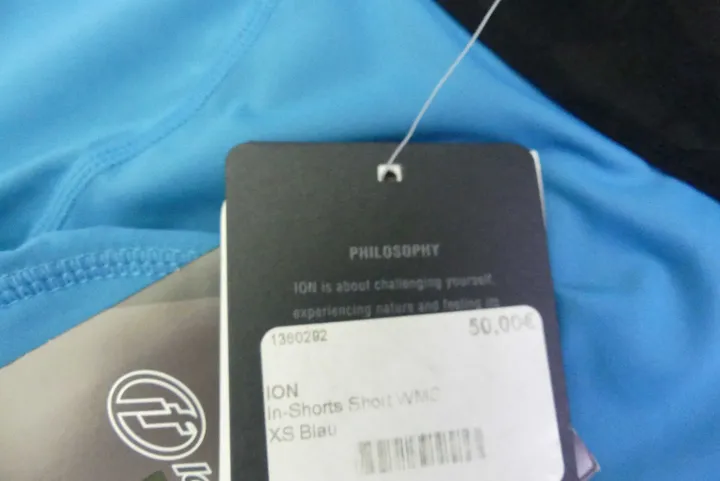 PHILOSOPHY
ION is about challenging yourself,
experiencing nature and feeling
1360292
50,00€
ION
In-Shorts Short WMS
XS Blau